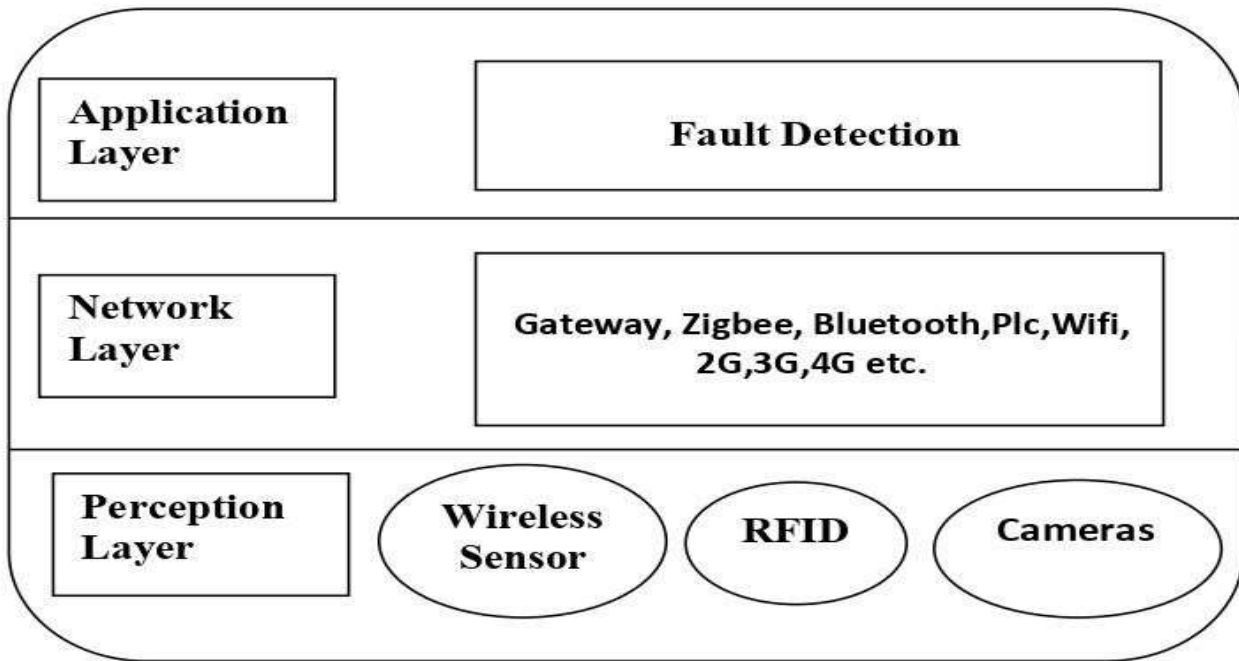 Application
Layer
Fault Detection
Network
Layer
Gateway, Zigbee, Bluetooth,Plc,Wifi,
2G,3G,4G etc.
Perception
Layer
Wireless
Sensor
RFID
Cameras